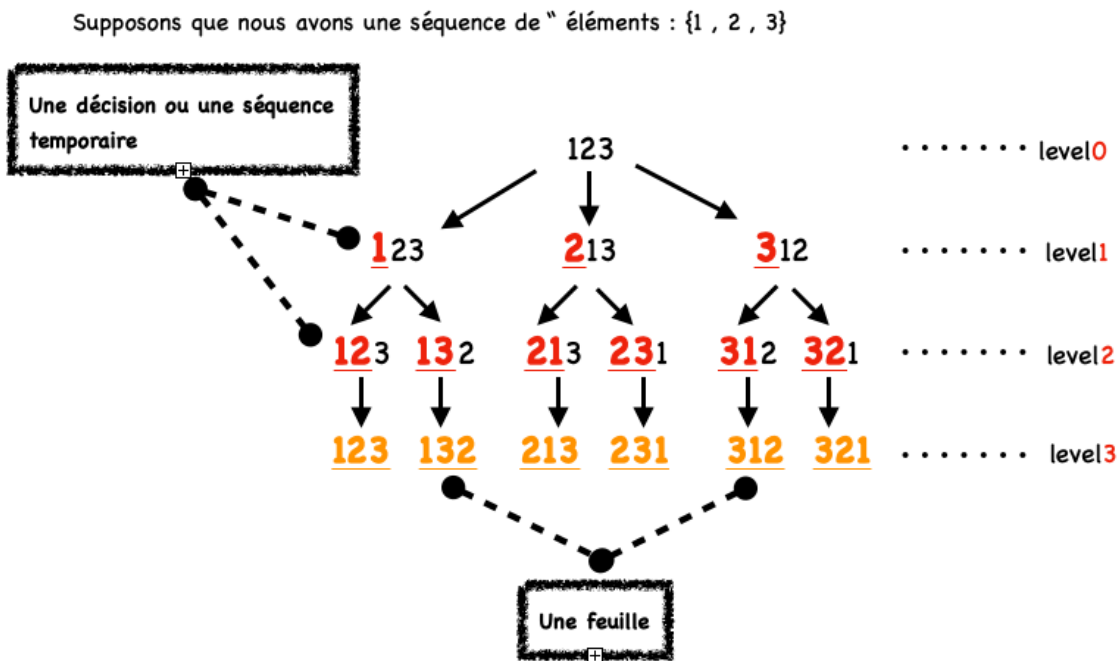 Supposons que nous avons une séquence de “ éléments : {1 , 2 , 3}
Une décision ou une séquence
temporaire
123
level0
123
213
312
level1
123
132
213
231
312
321
level2
123
132
213
231
312
321
level3
Une feuille